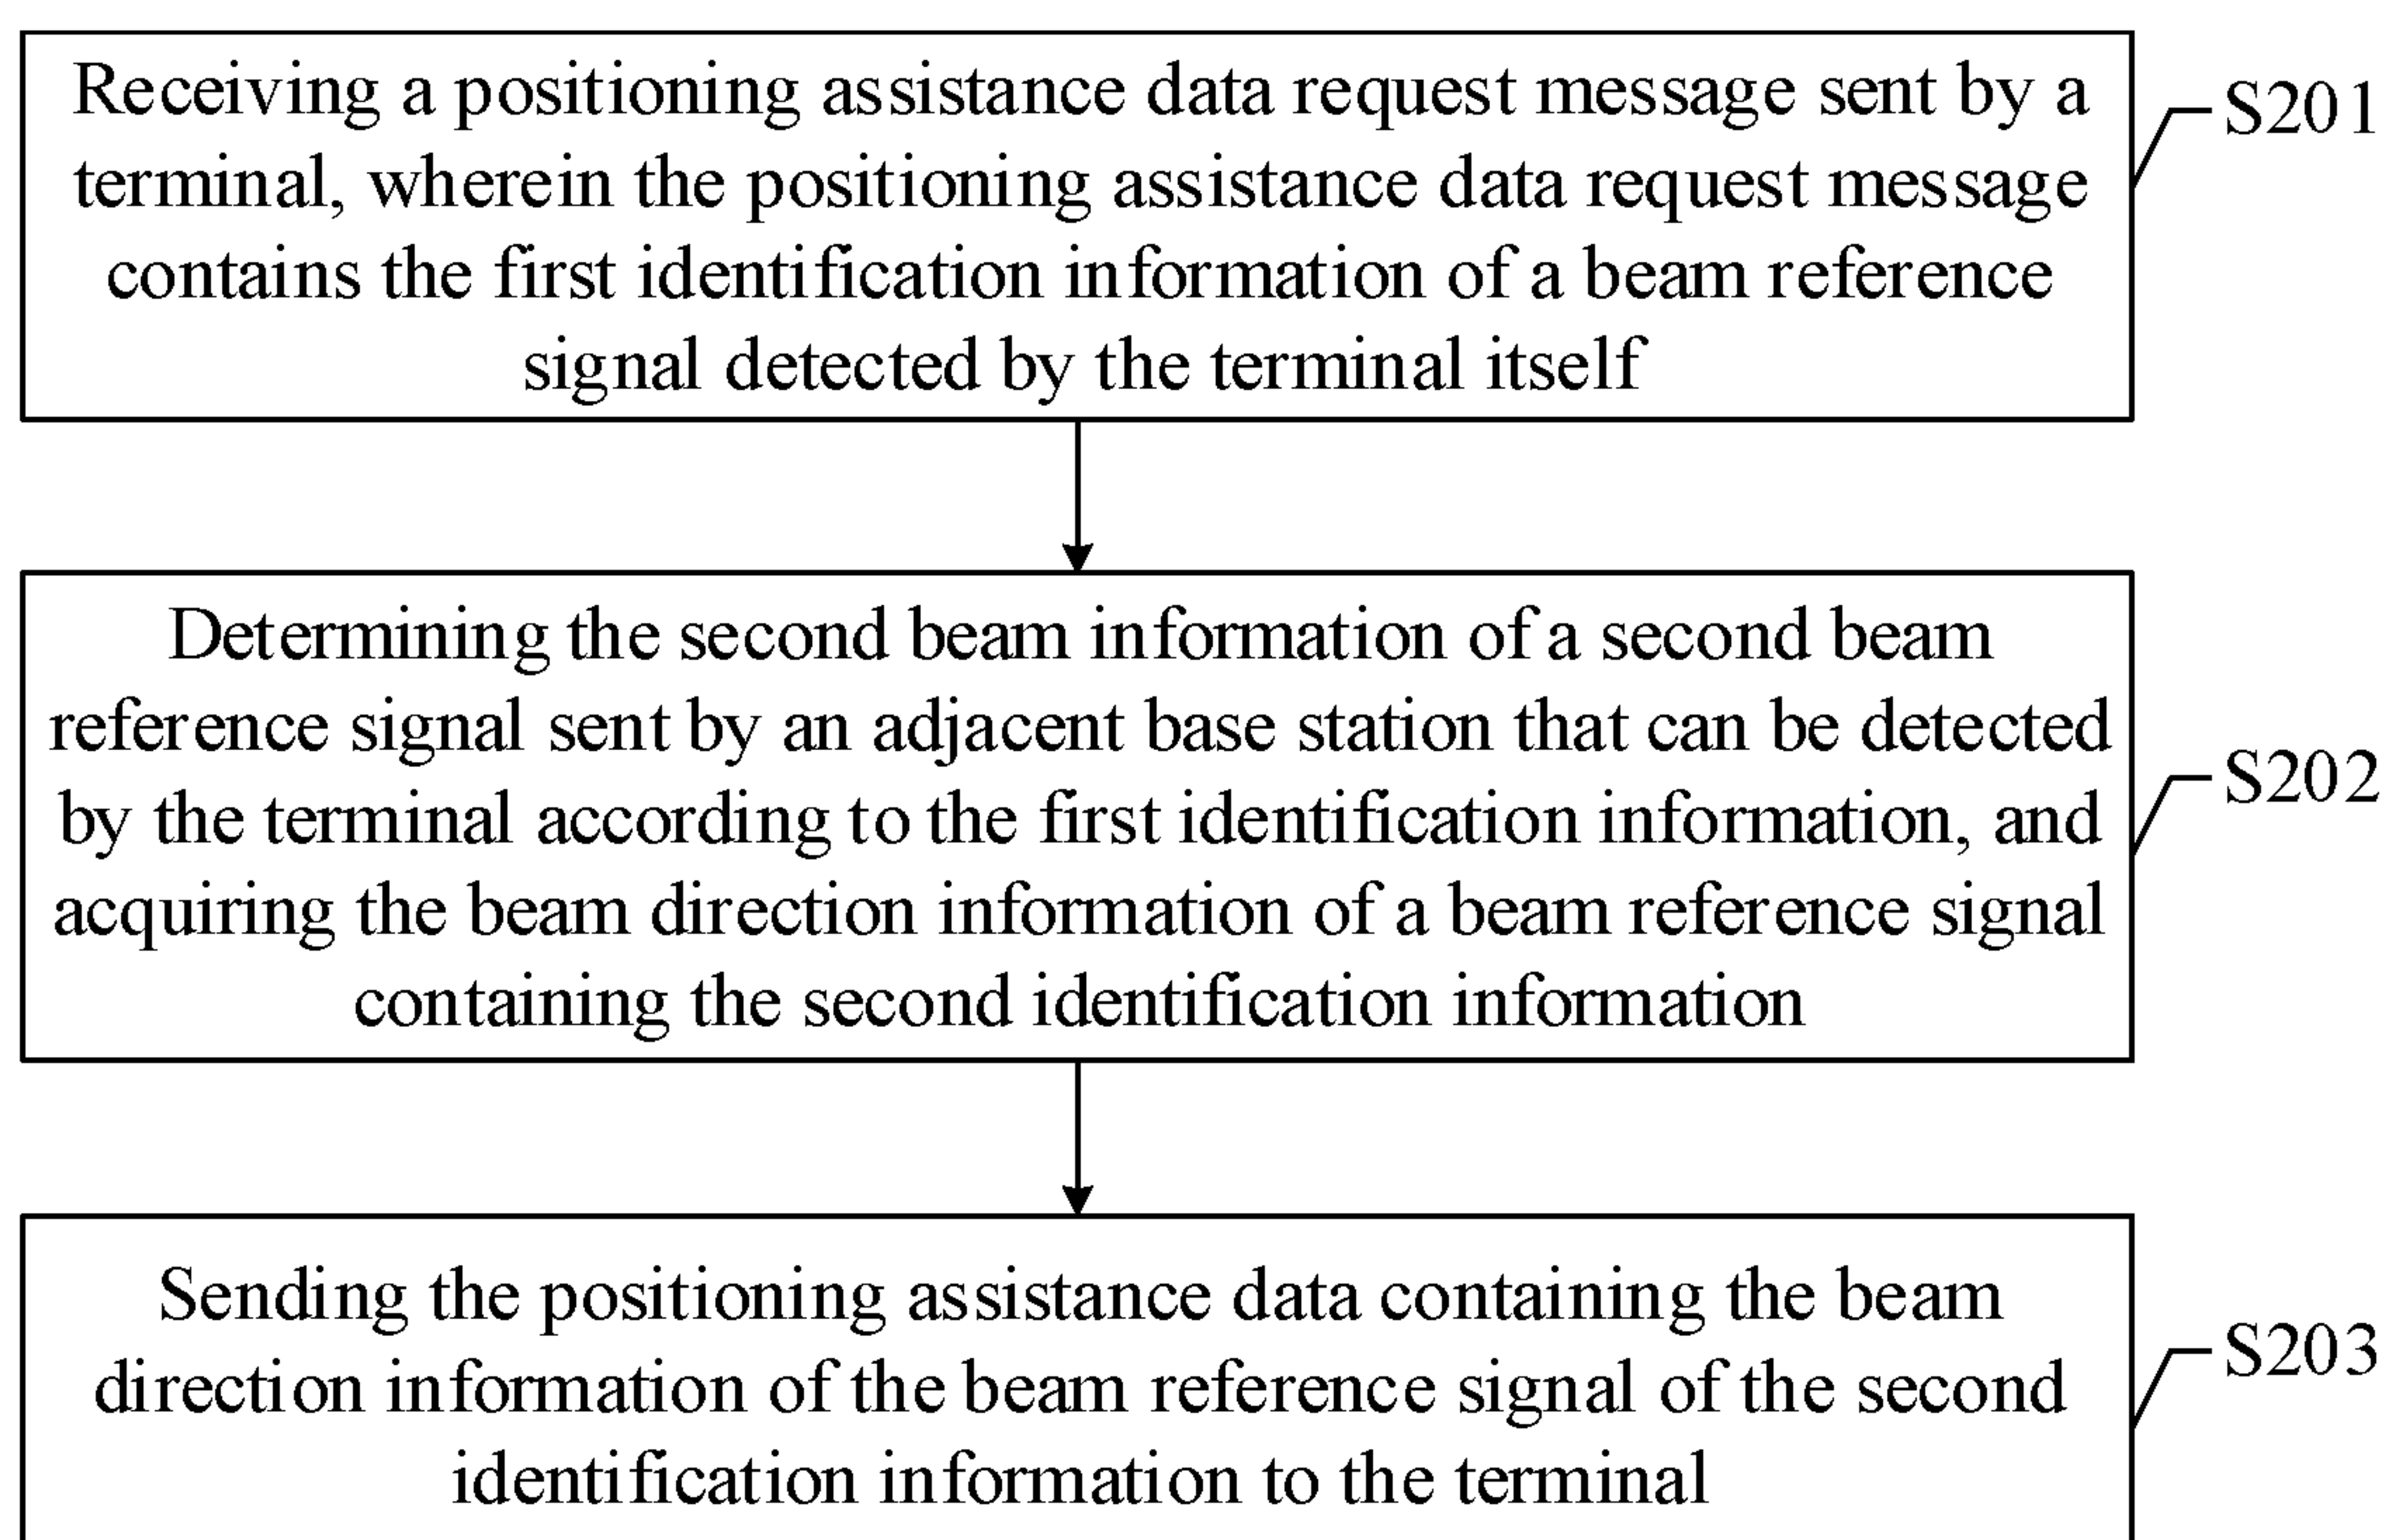 Receiving a positioning assistance data request message sent by a
terminal, wherein the positioning assistance data request message
contains the first identification information of a beam reference
signal detected by the terminal itself
S201
Determining the second beam information of a second beam
reference signal sent by an adjacent base station that can be detected
by the terminal according to the first identification information, and
acquiring the beam direction information of a beam reference signal
containing the second identification information
S202
Sending the positioning assistance data containing the beam
direction information of the beam reference signal of the second
identification information to the terminal
S203